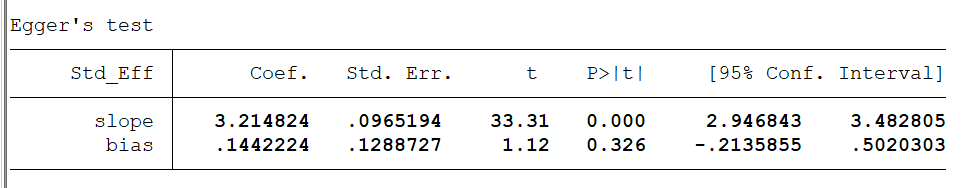 Egger's test
Std_Eff Coef. Std. Err. t P>|t| [95% Conf. Interval]
slope 3.214824 .0965194 33.31 0.000 2.946843 3.482805
bias .1442224 .1288727 1.12 0.326 -.2135855 .5020303